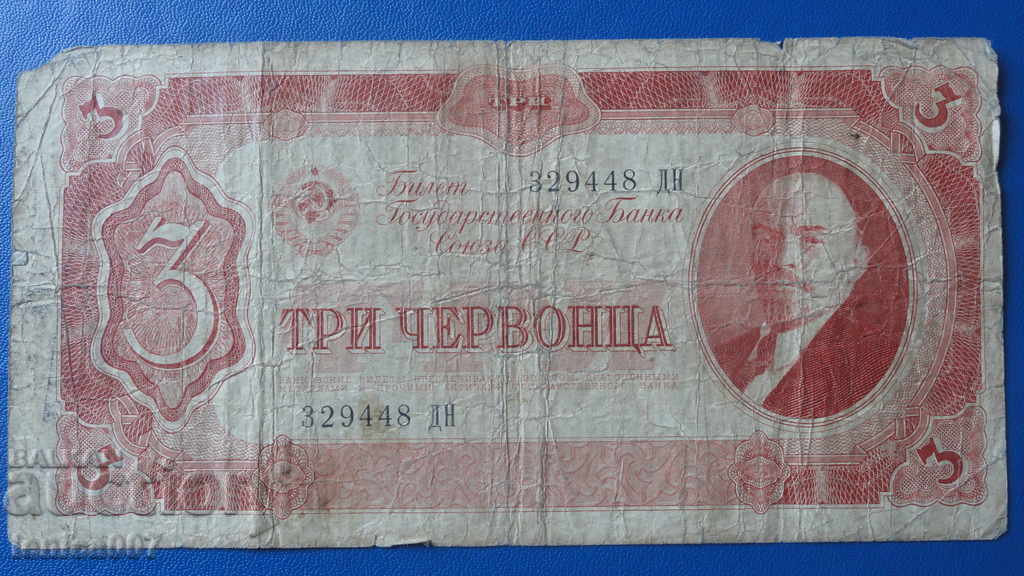 3
ТРИ
3
Билет 329448 ДН
Государственного Банка
Союза ССР
3
ТРИ ЧЕРВОНЦА
329448 ДН
3
3
auction